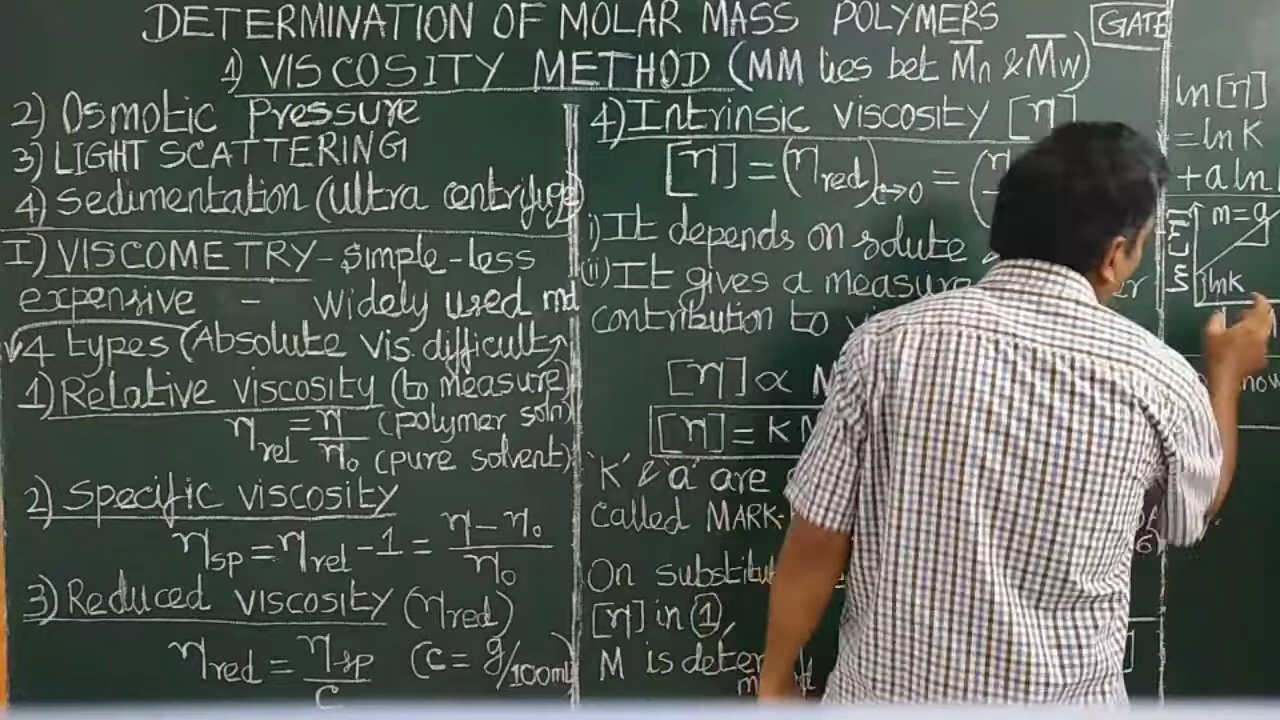 DETERMINATION OF MOLAR MASS POLYMERS
GATE
1) VISCOSITY METHOD (MM lies bet M̅n & M̅w)
2) Osmotic Pressure
3) LIGHT SCATTERING
4) Sedimentation (Ultra centrifuge)
I) VISCOMETRY - Simple - less
expensive - widely used md
4 types (Absolute Vis. difficult
1) Relative viscosity (to measure)
ηrel = η/η₀ (polymer soln) (pure solvent)
2) Specific viscosity
ηsp = ηrel - 1 = (η - η₀)/η₀
3) Reduced viscosity (ηred)
ηred = ηsp/c (c = g/100ml)
4) Intrinsic viscosity [η]
[η] = (ηred)c→0 = (η
i) It depends on solute
(ii) It gives a measure
contribution to
[η] ∝ M
[η] = K M
'K' & 'a' are
called MARK-
On substitu
[η] in ①,
M is determ
ln[η]
= ln K
+ a ln
m = a
ln K
now